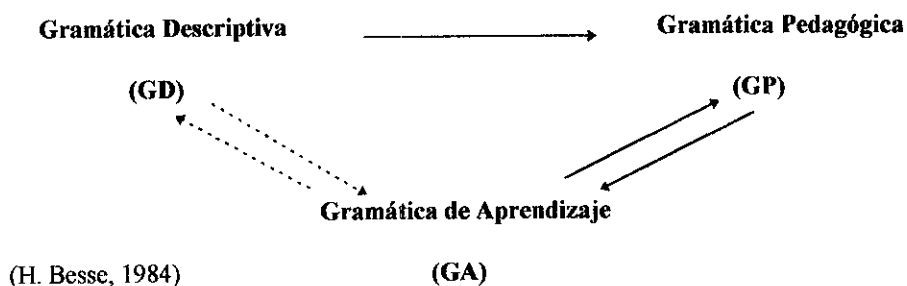 Gramática Descriptiva
Gramática Pedagógica
(GD)
(GP)
Gramática de Aprendizaje
(H. Besse, 1984)
(GA)